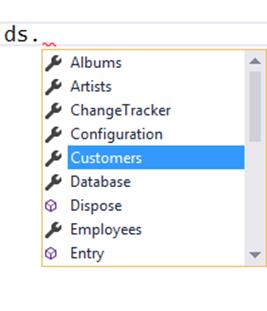 ds.
Albums
Artists
ChangeTracker
Configuration
Customers
Database
Dispose
Employees
Entry